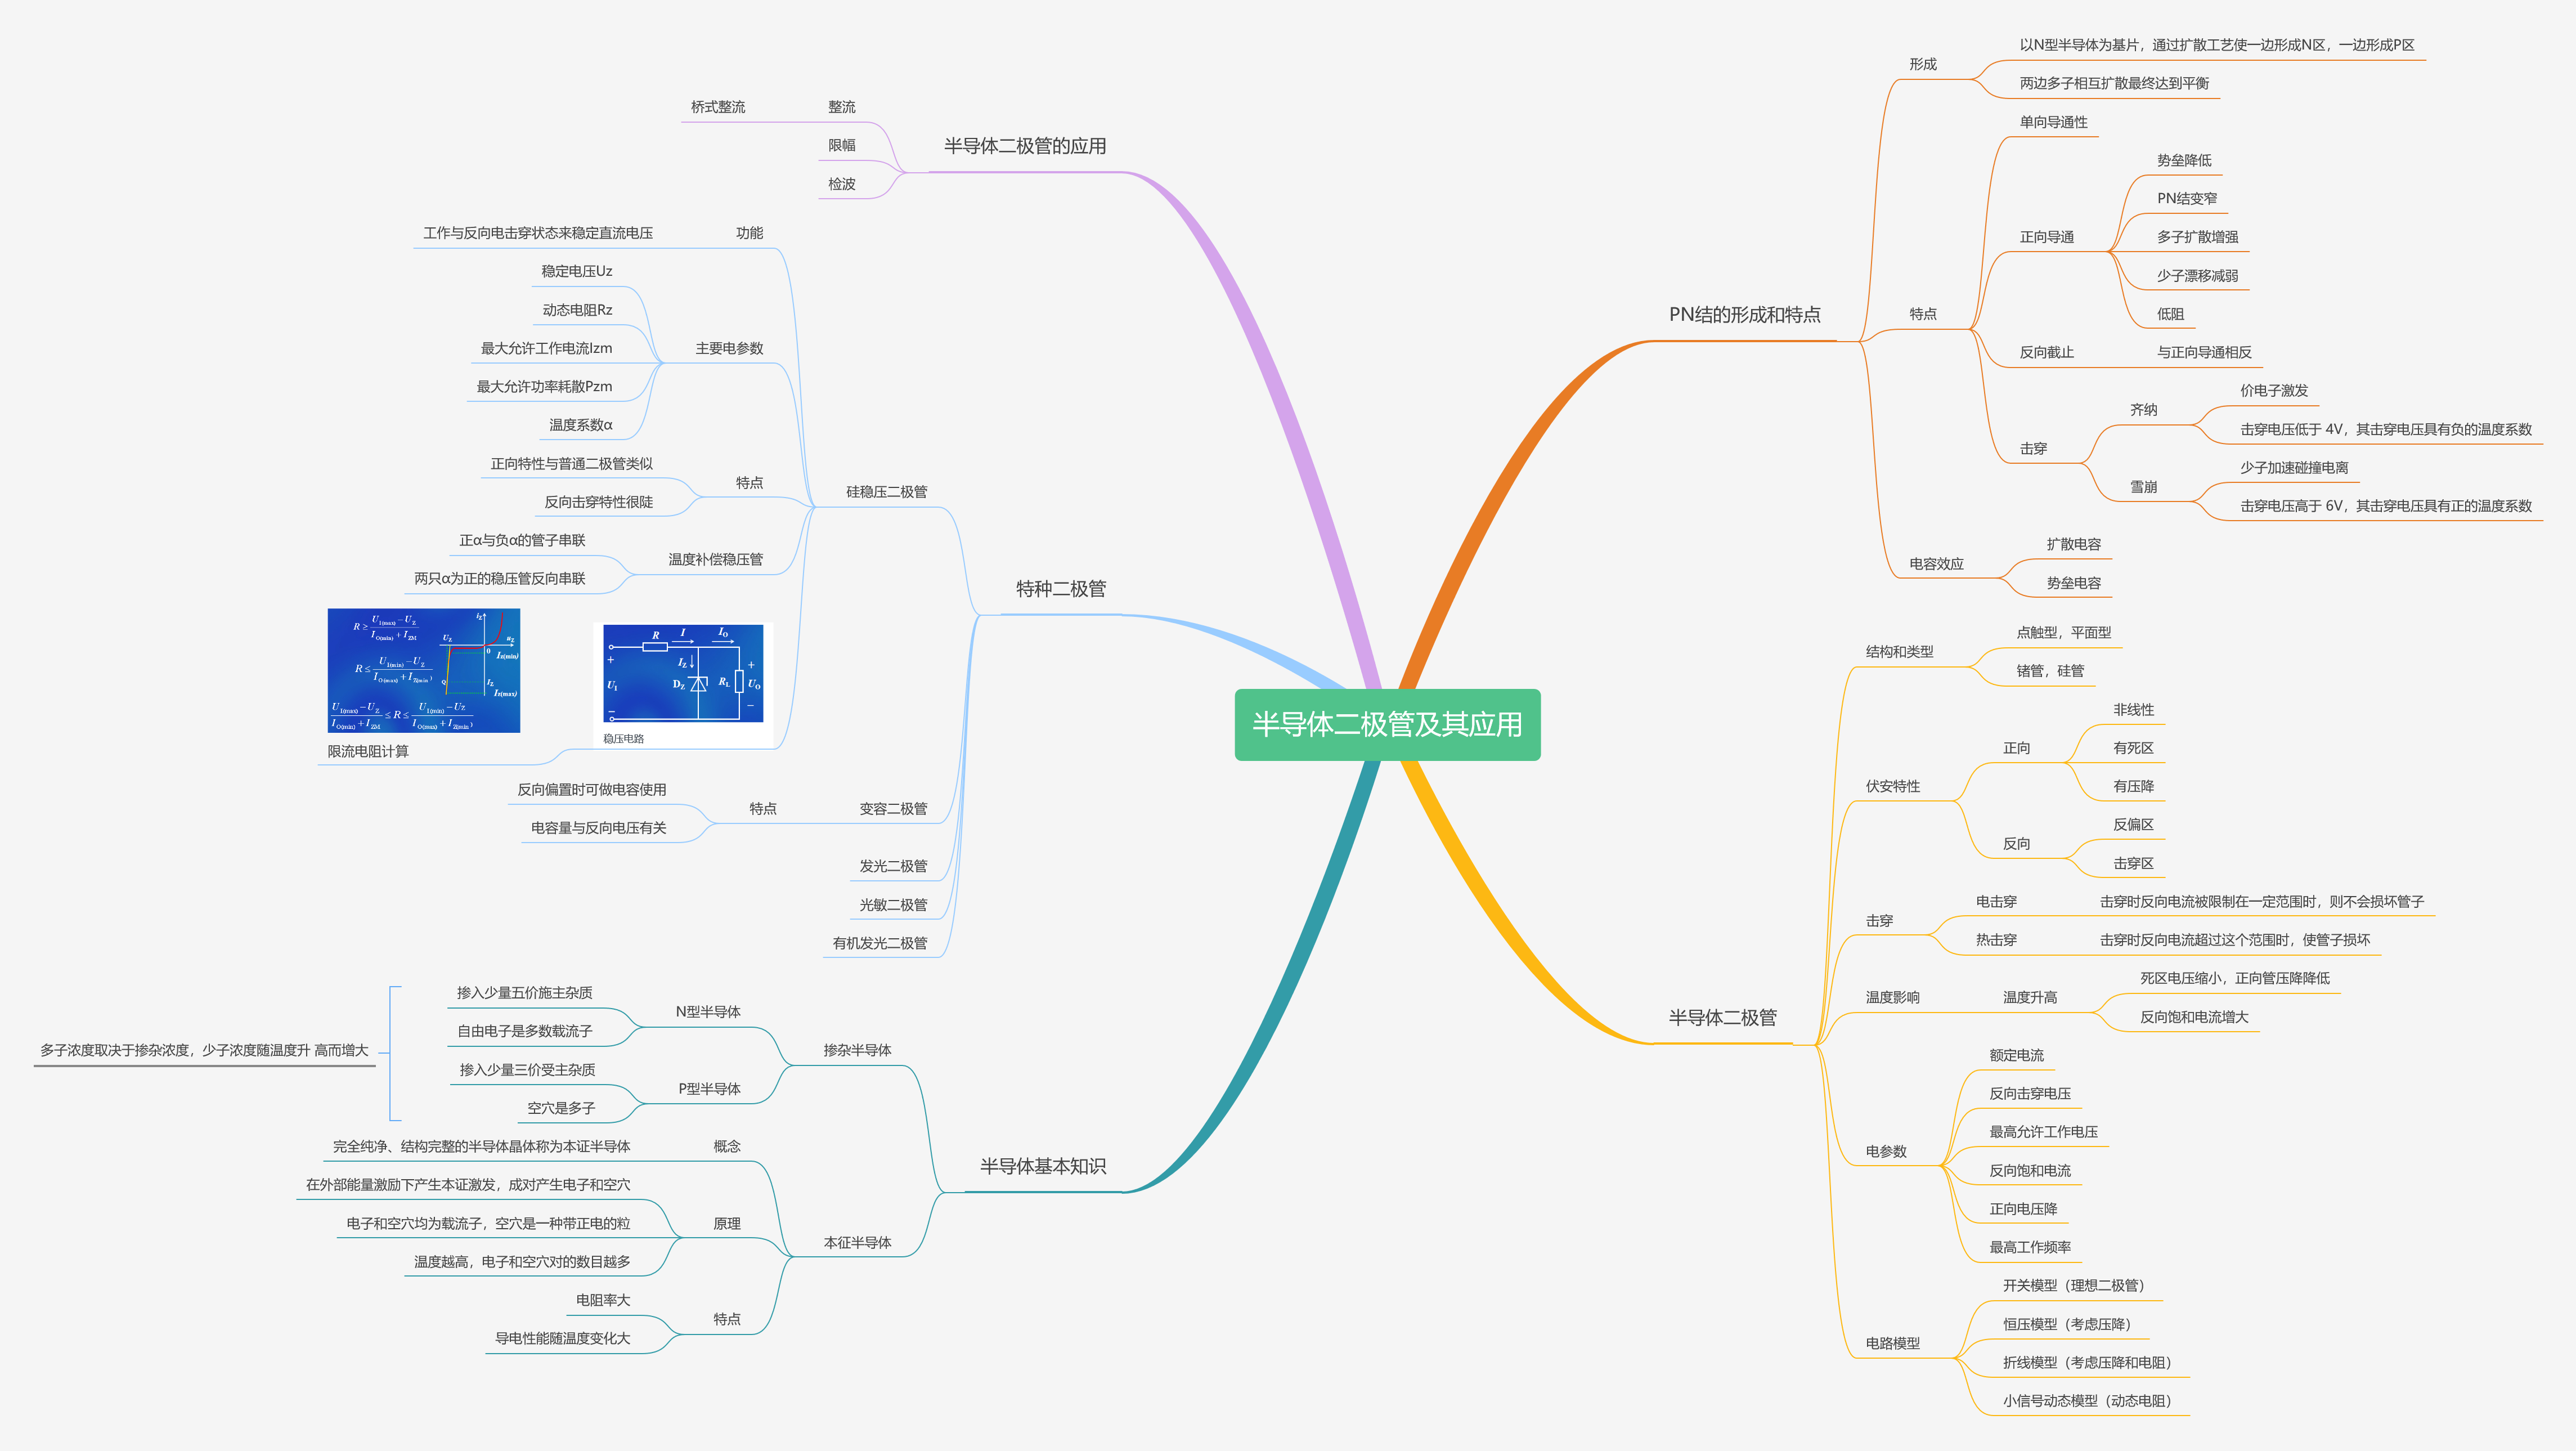 半导体二极管及其应用
PN结的形成和特点
形成
以N型半导体为基片，通过扩散工艺使一边形成N区，一边形成P区
两边多子相互扩散最终达到平衡
特点
单向导通性
正向导通
势垒降低
PN结变窄
多子扩散增强
少子漂移减弱
低阻
反向截止
与正向导通相反
击穿
齐纳
价电子激发
击穿电压低于 4V，其击穿电压具有负的温度系数
雪崩
少子加速碰撞电离
击穿电压高于 6V，其击穿电压具有正的温度系数
电容效应
扩散电容
势垒电容
半导体二极管
结构和类型
点触型，平面型
锗管，硅管
伏安特性
正向
非线性
有死区
有压降
反向
反偏区
击穿区
击穿
电击穿
击穿时反向电流被限制在一定范围时，则不会损坏管子
热击穿
击穿时反向电流超过这个范围时，使管子损坏
温度影响
温度升高
死区电压缩小，正向管压降降低
反向饱和电流增大
电参数
额定电流
反向击穿电压
最高允许工作电压
反向饱和电流
正向电压降
最高工作频率
电路模型
开关模型（理想二极管）
恒压模型（考虑压降）
折线模型（考虑压降和电阻）
小信号动态模型（动态电阻）
半导体二极管的应用
整流
桥式整流
限幅
检波
特种二极管
硅稳压二极管
功能
工作与反向电击穿状态来稳定直流电压
主要电参数
稳定电压Uz
动态电阻Rz
最大允许工作电流Izm
最大允许功率耗散Pzm
温度系数α
特点
正向特性与普通二极管类似
反向击穿特性很陡
温度补偿稳压管
正α与负α的管子串联
两只α为正的稳压管反向串联
R I IO
+ IZ +
UI DZ RL UO
− −
稳压电路
R ≥ (UI(max) − UZ) / (IO(min) + IZM)
R ≤ (UI(min) − UZ) / (IO(max) + IZ(min))
(UI(max) − UZ) / (IO(min) + IZM) ≤ R ≤ (UI(min) − Uz) / (IO(max) + IZ(min))
iZ
UZ uZ
0
Iz(min)
Q IZ
Iz(max)
限流电阻计算
变容二极管
特点
反向偏置时可做电容使用
电容量与反向电压有关
发光二极管
光敏二极管
有机发光二极管
半导体基本知识
掺杂半导体
N型半导体
掺入少量五价施主杂质
自由电子是多数载流子
P型半导体
掺入少量三价受主杂质
空穴是多子
多子浓度取决于掺杂浓度，少子浓度随温度升 高而增大
本征半导体
概念
完全纯净、结构完整的半导体晶体称为本证半导体
原理
在外部能量激励下产生本证激发，成对产生电子和空穴
电子和空穴均为载流子，空穴是一种带正电的粒
温度越高，电子和空穴对的数目越多
特点
电阻率大
导电性能随温度变化大